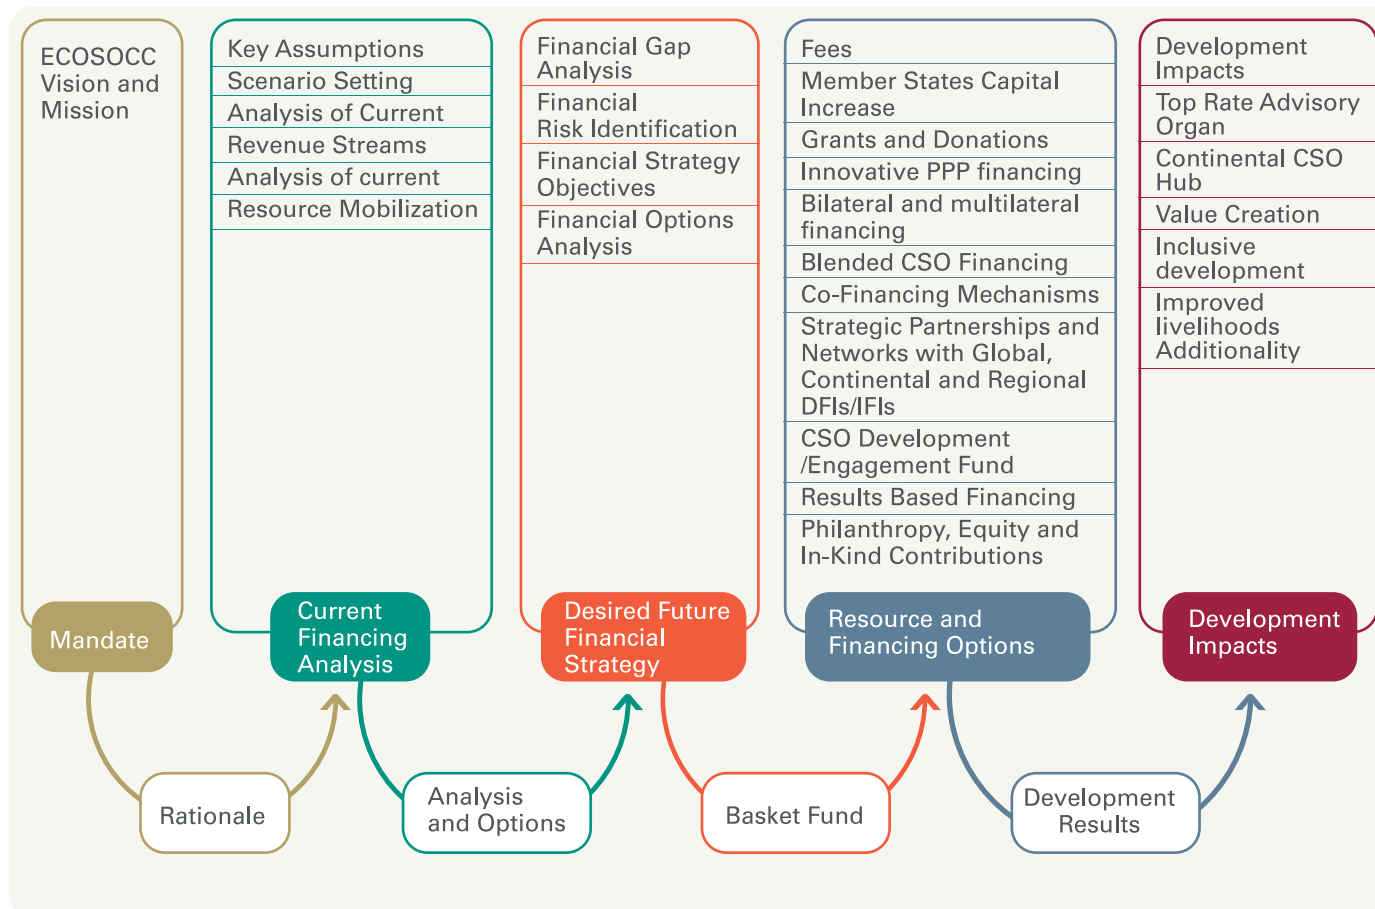 ECOSOCC
Vision and
Mission
Mandate
Key Assumptions
Scenario Setting
Analysis of Current
Revenue Streams
Analysis of current
Resource Mobilization
Current
Financing
Analysis
Financial Gap
Analysis
Financial
Risk Identification
Financial Strategy
Objectives
Financial Options
Analysis
Desired Future
Financial
Strategy
Fees
Member States Capital
Increase
Grants and Donations
Innovative PPP financing
Bilateral and multilateral
financing
Blended CSO Financing
Co-Financing Mechanisms
Strategic Partnerships and
Networks with Global,
Continental and Regional
DFIs/IFIs
CSO Development
/Engagement Fund
Results Based Financing
Philanthropy, Equity and
In-Kind Contributions
Resource and
Financing Options
Development
Impacts
Top Rate Advisory
Organ
Continental CSO
Hub
Value Creation
Inclusive
development
Improved
livelihoods
Additionality
Development
Impacts
Rationale
Analysis
and Options
Basket Fund
Development
Results